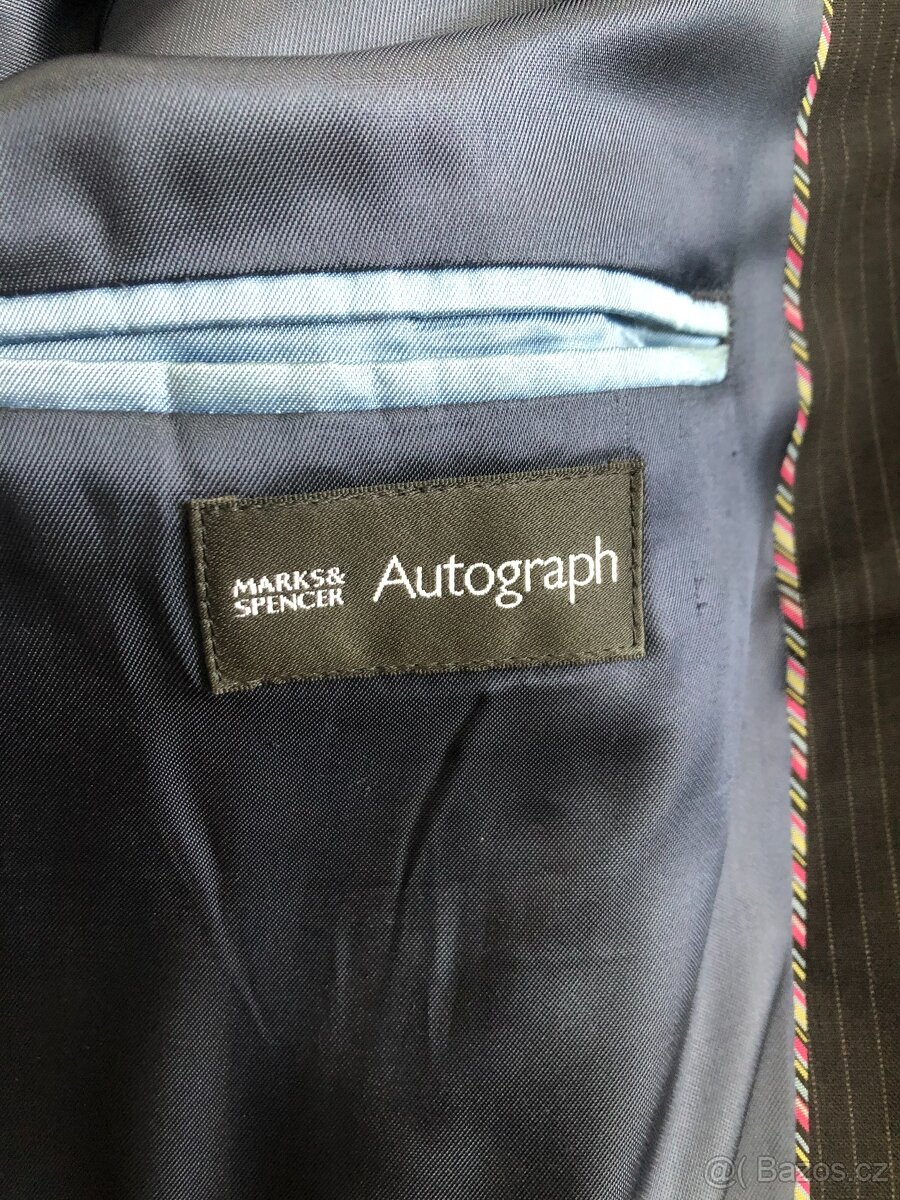 MARKS&
SPENCER
Autograph
@( Bazos.cz